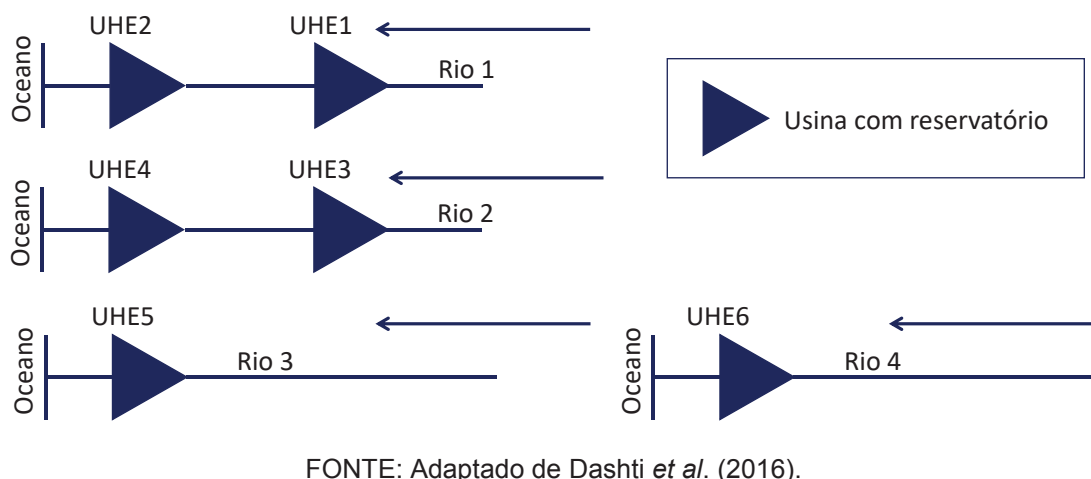 UHE2 UHE1
Oceano
Rio 1
Usina com reservatório
UHE4 UHE3
Oceano
Rio 2
UHE5 UHE6
Oceano
Rio 3
Oceano
Rio 4
FONTE: Adaptado de Dashti et al. (2016).